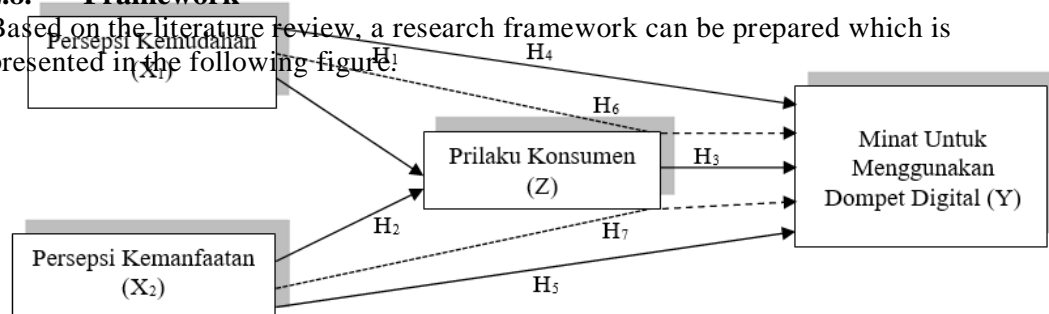 2.8. Framework
Based on the literature review, a research framework can be prepared which is
presented in the following figure.
Persepsi Kemudahan
(X1)
H1
H4
H6
Minat Untuk
Menggunakan
Dompet Digital (Y)
Prilaku Konsumen
(Z)
H3
H2
H7
Persepsi Kemanfaatan
(X2)
H5